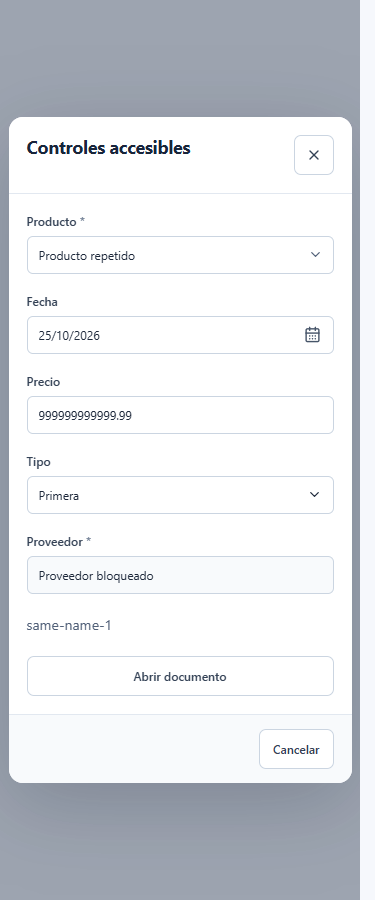 Controles accesibles
Producto *
Producto repetido
Fecha
25/10/2026
Precio
999999999999.99
Tipo
Primera
Proveedor *
Proveedor bloqueado
same-name-1
Abrir documento
Cancelar